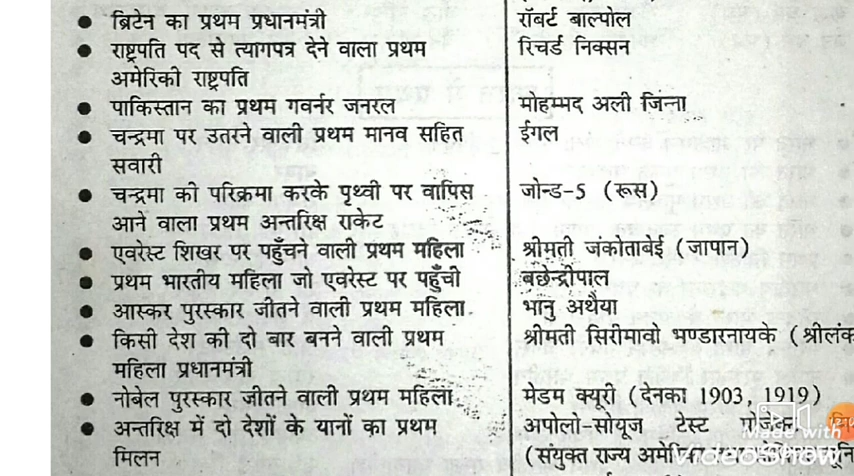 ● ब्रिटेन का प्रथम प्रधानमंत्री रॉबर्ट बाल्पोल
● राष्ट्रपति पद से त्यागपत्र देने वाला प्रथम रिचर्ड निक्सन
अमेरिकी राष्ट्रपति
● पाकिस्तान का प्रथम गवर्नर जनरल मोहम्मद अली जिन्ना
● चन्द्रमा पर उतरने वाली प्रथम मानव सहित ईगल
सवारी
● चन्द्रमा की परिक्रमा करके पृथ्वी पर वापिस जोन्ड-5 (रूस)
आने वाला प्रथम अन्तरिक्ष राकेट
● एवरेस्ट शिखर पर पहुँचने वाली प्रथम महिला श्रीमती जंकोताबेई (जापान)
● प्रथम भारतीय महिला जो एवरेस्ट पर पहुँची बछेन्द्रीपाल
● आस्कर पुरस्कार जीतने वाली प्रथम महिला भानु अथैया
● किसी देश की दो बार बनने वाली प्रथम श्रीमती सिरीमावो भण्डारनायके (श्रीलंक
महिला प्रधानमंत्री
● नोबेल पुरस्कार जीतने वाली प्रथम महिला मेडम क्यूरी (देनका 1903, 1919)
● अन्तरिक्ष में दो देशों के यानों का प्रथम अपोलो-सोयूज टेस्ट
मिलन (संयुक्त राज्य अमेरिका
Made with
VideoShow